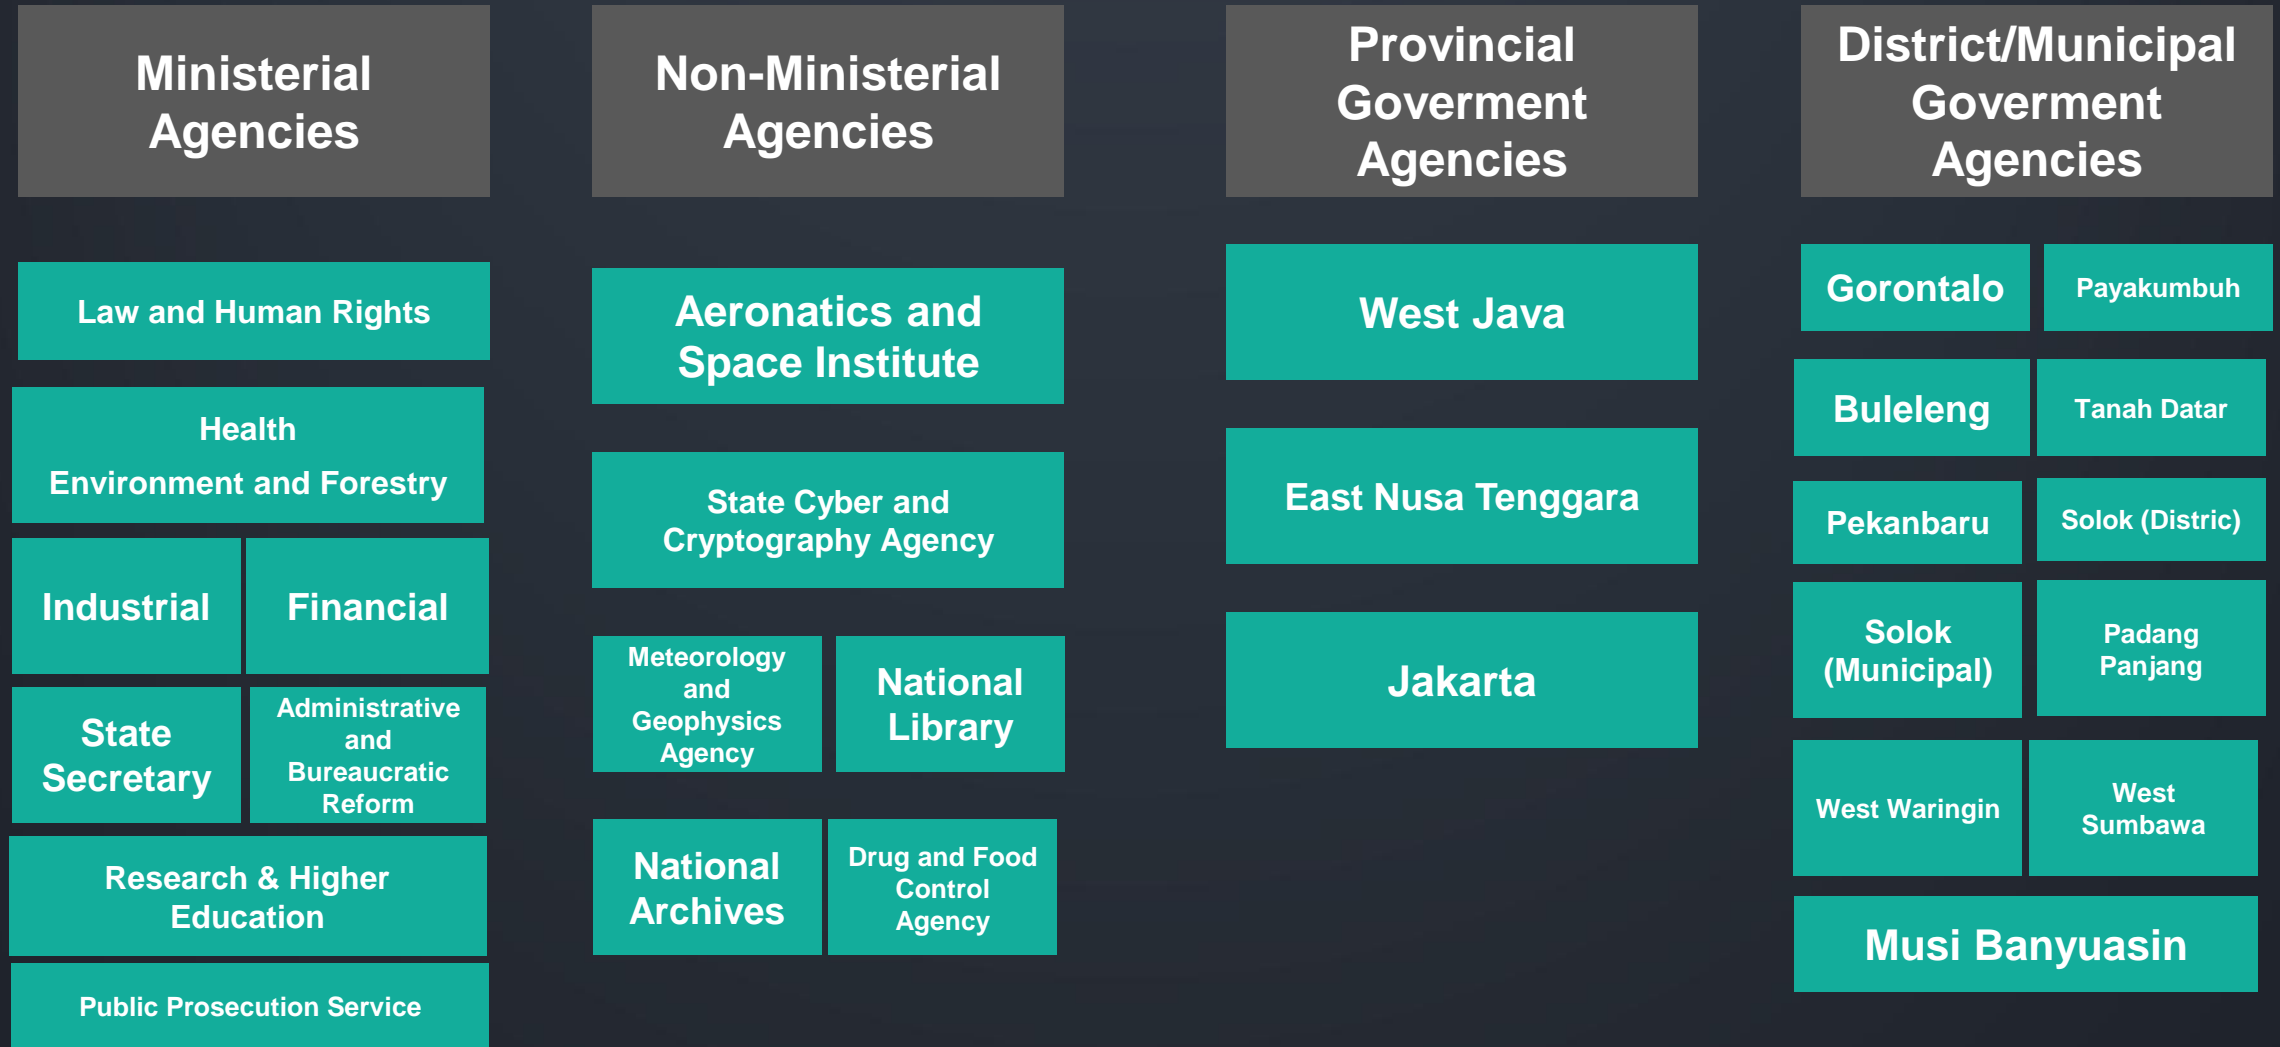 Ministerial
Agencies
Law and Human Rights
Health
Environment and Forestry
Industrial
Financial
State
Secretary
Administrative
and
Bureaucratic
Reform
Research & Higher
Education
Public Prosecution Service
Non-Ministerial
Agencies
Aeronatics and
Space Institute
State Cyber and
Cryptography Agency
Meteorology
and
Geophysics
Agency
National
Library
National
Archives
Drug and Food
Control
Agency
Provincial
Goverment
Agencies
West Java
East Nusa Tenggara
Jakarta
District/Municipal
Goverment
Agencies
Gorontalo
Payakumbuh
Buleleng
Tanah Datar
Pekanbaru
Solok (Distric)
Solok
(Municipal)
Padang
Panjang
West Waringin
West
Sumbawa
Musi Banyuasin